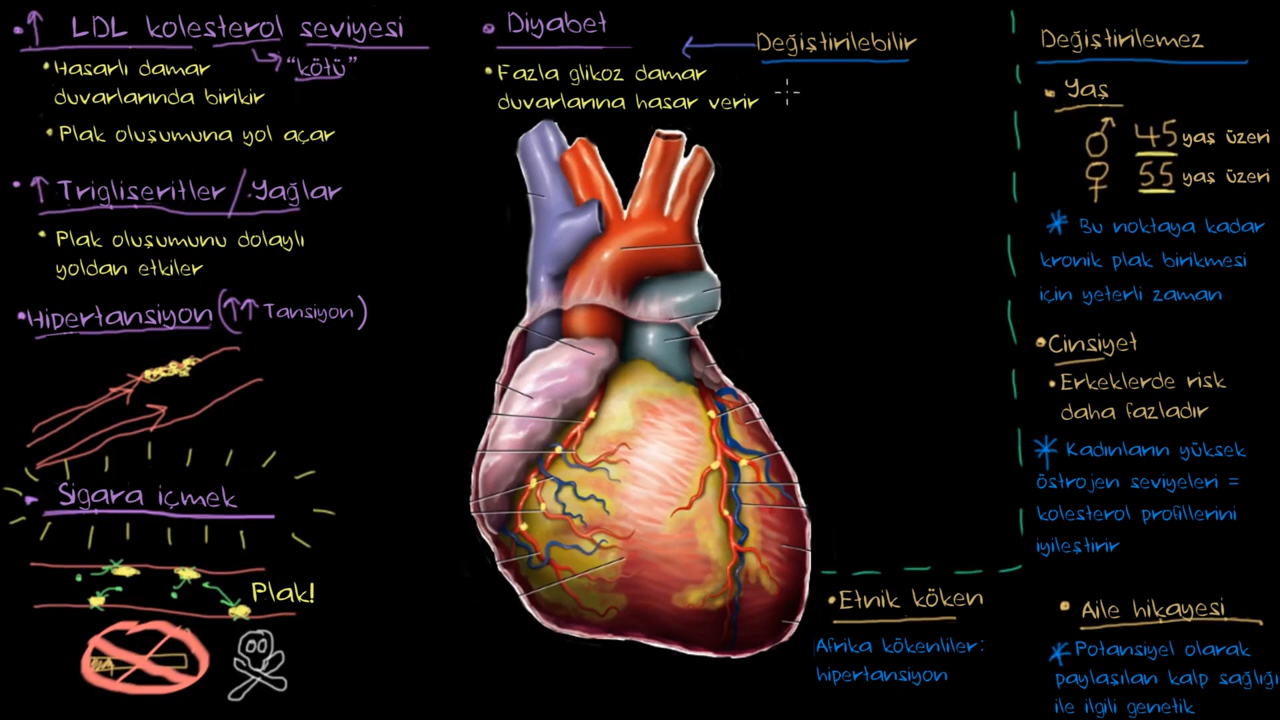 • ↑ LDL kolesterol seviyesi
↳ "kötü"
• Hasarlı damar
duvarlarında birikir
• Plak oluşumuna yol açar
• ↑ Trigliseritler / Yağlar
• Plak oluşumunu dolaylı
yoldan etkiler
• Hipertansiyon (↑↑ Tansiyon)
• Sigara içmek
Plak!
• Diyabet
• Fazla glikoz damar
duvarlarına hasar verir
← Değiştirilebilir
Değiştirilemez
• Yaş
♂ 45 yaş üzeri
♀ 55 yaş üzeri
* Bu noktaya kadar
kronik plak birikmesi
için yeterli zaman
• Cinsiyet
• Erkeklerde risk
daha fazladır
* Kadınların yüksek
östrojen seviyeleri =
kolesterol profillerini
iyileştirir
• Etnik köken
Afrika kökenliler:
hipertansiyon
• Aile hikayesi
* Potansiyel olarak
paylaşılan kalp sağlığı
ile ilgili genetik